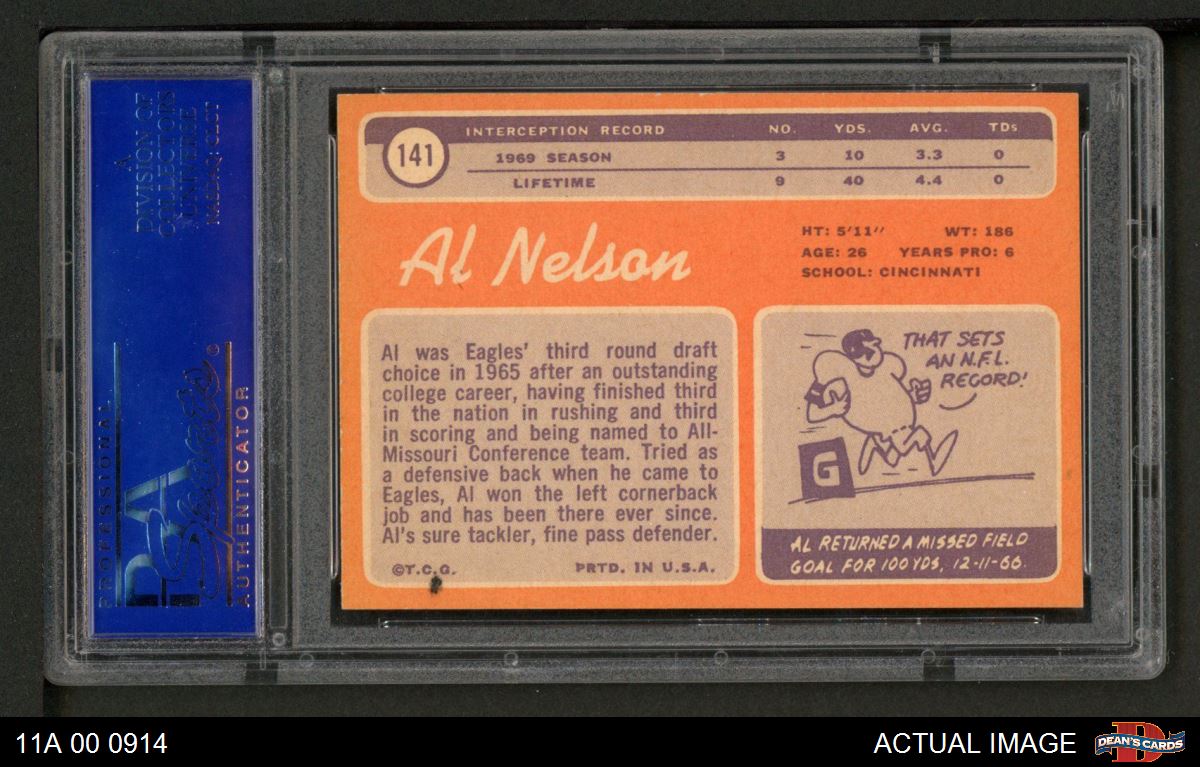 A
DIVISION OF
COLLECTORS
UNIVERSE
NASDAQ: CLCT
PROFESSIONAL
PSA
Sports
AUTHENTICATOR
141
INTERCEPTION RECORD NO. YDS. AVG. TDs
1969 SEASON 3 10 3.3 0
LIFETIME 9 40 4.4 0
Al Nelson
HT: 5'11" WT: 186
AGE: 26 YEARS PRO: 6
SCHOOL: CINCINNATI
Al was Eagles' third round draft
choice in 1965 after an outstanding
college career, having finished third
in the nation in rushing and third
in scoring and being named to All-
Missouri Conference team. Tried as
a defensive back when he came to
Eagles, Al won the left cornerback
job and has been there ever since.
Al's sure tackler, fine pass defender.
©T.C.G. PRTD. IN U.S.A.
THAT SETS
AN N.F.L.
RECORD!
G
AL RETURNED A MISSED FIELD
GOAL FOR 100 YDS, 12-11-66.
11A 00 0914
ACTUAL IMAGE
D
DEAN'S CARDS